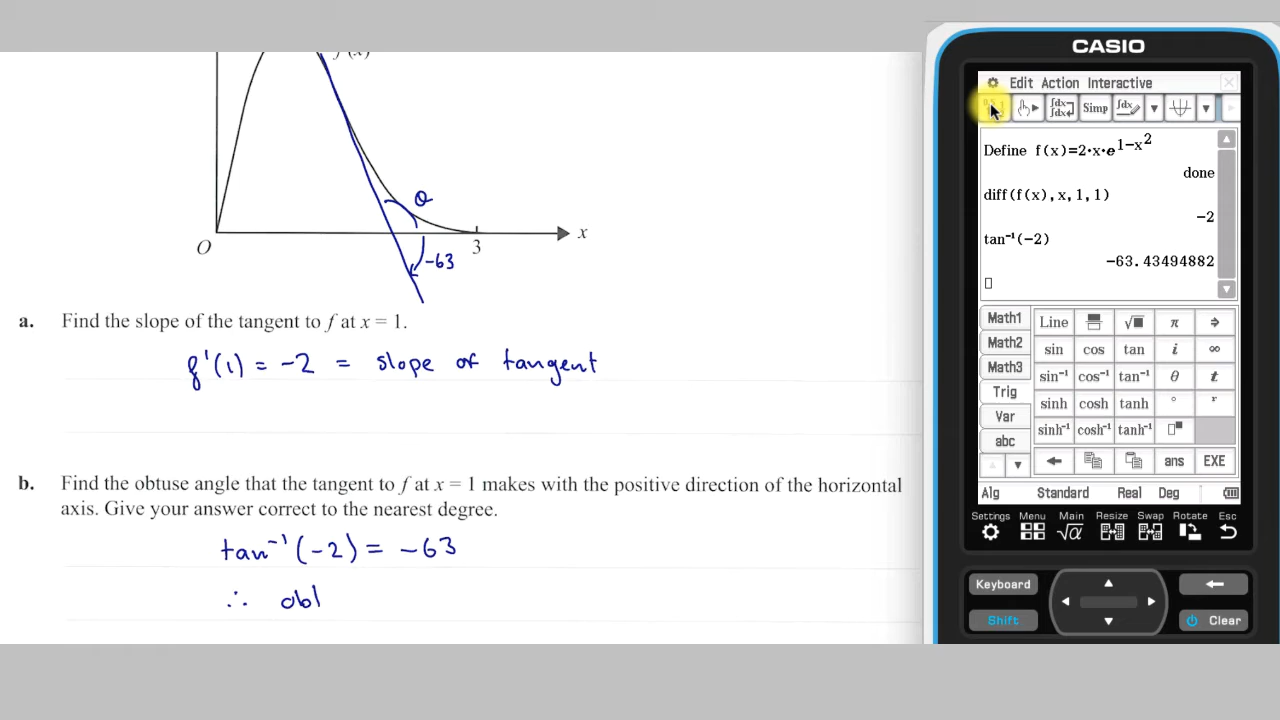 f(x)
θ
-63
O
3
x
a. Find the slope of the tangent to f at x = 1.
f'(1) = -2 = slope of tangent
b. Find the obtuse angle that the tangent to f at x = 1 makes with the positive direction of the horizontal
axis. Give your answer correct to the nearest degree.
tan⁻¹(-2) = -63
∴ obl
CASIO
Edit Action Interactive
∫dx ∫dx↵ Simp ∫dx
Define f(x)=2·x·e^1-x^2
done
diff(f(x),x,1,1)
-2
tan⁻¹(-2)
-63.43494882
Math1 Line √■ π ⇒
Math2 sin cos tan i ∞
Math3 sin⁻¹ cos⁻¹ tan⁻¹ θ t
Trig sinh cosh tanh ° r
Var sinh⁻¹ cosh⁻¹ tanh⁻¹
abc
ans EXE
Alg Standard Real Deg
Settings Menu Main Resize Swap Rotate Esc
√α
Keyboard
Shift Clear